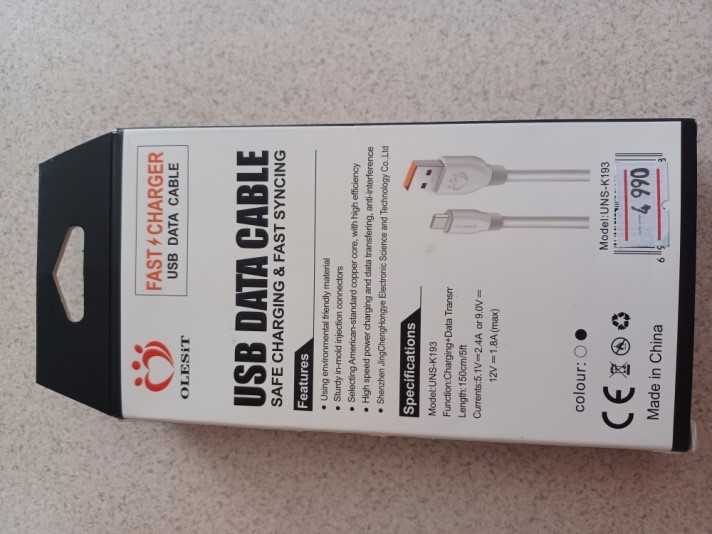 FAST CHARGER
USB DATA CABLE
OLESIT
USB DATA CABLE
SAFE CHARGING & FAST SYNCING
Features
• Using environmental friendly material
• Sturdy in-mold injection connectors
• Selecting American-standard copper core, with high efficiency
• High speed power charging and data transfering, anti-interference
• Shenzhen JingChengHongye Electronic Science and Technology Co.,Ltd
Specifications
Model:UNS-K193
Function:Charging+Data Transm
Length:150cm/5ft
Currents:5.1V⎓2.4A or 9.0V⎓
12V⎓1.8A (max)
colour:
CE
Made in China
Model:UNS-K193
4 990